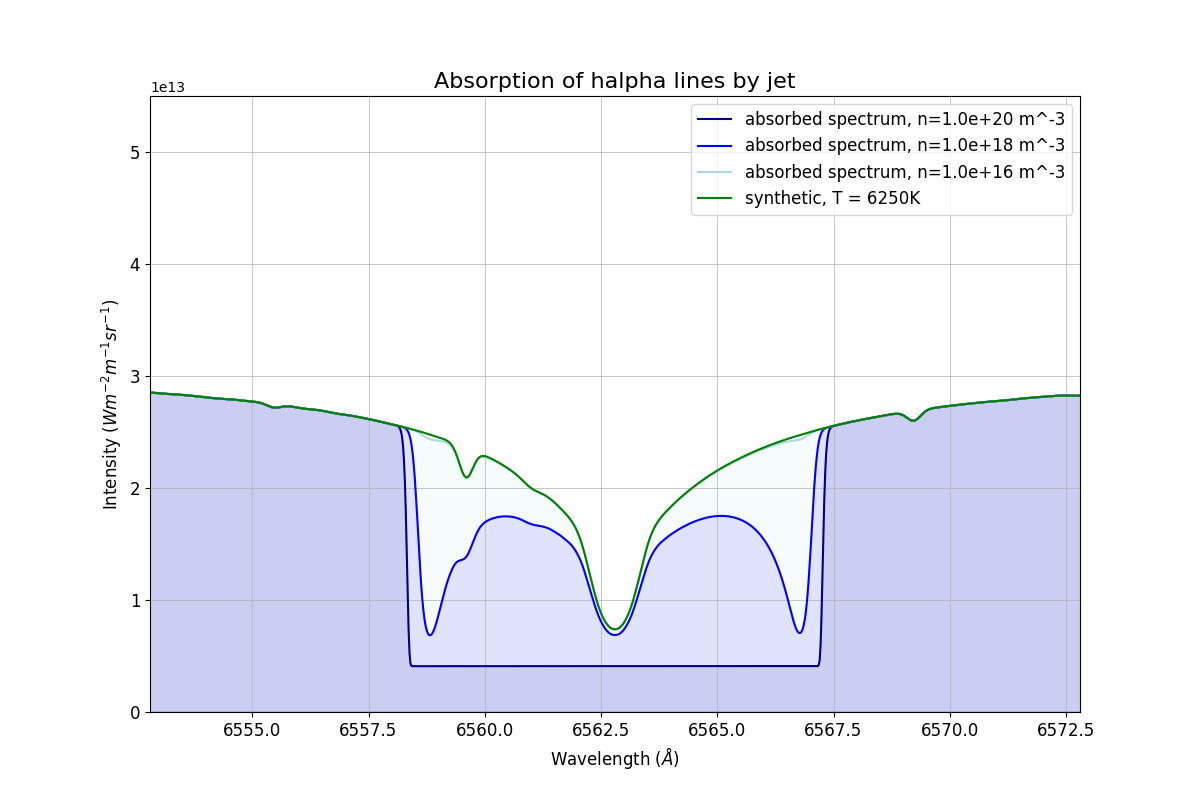 Absorption of halpha lines by jet
1e13
absorbed spectrum, n=1.0e+20 m^-3
absorbed spectrum, n=1.0e+18 m^-3
absorbed spectrum, n=1.0e+16 m^-3
synthetic, T = 6250K
5
4
3
2
1
0
Intensity (Wm⁻²m⁻¹sr⁻¹)
6555.0 6557.5 6560.0 6562.5 6565.0 6567.5 6570.0 6572.5
Wavelength (Å)